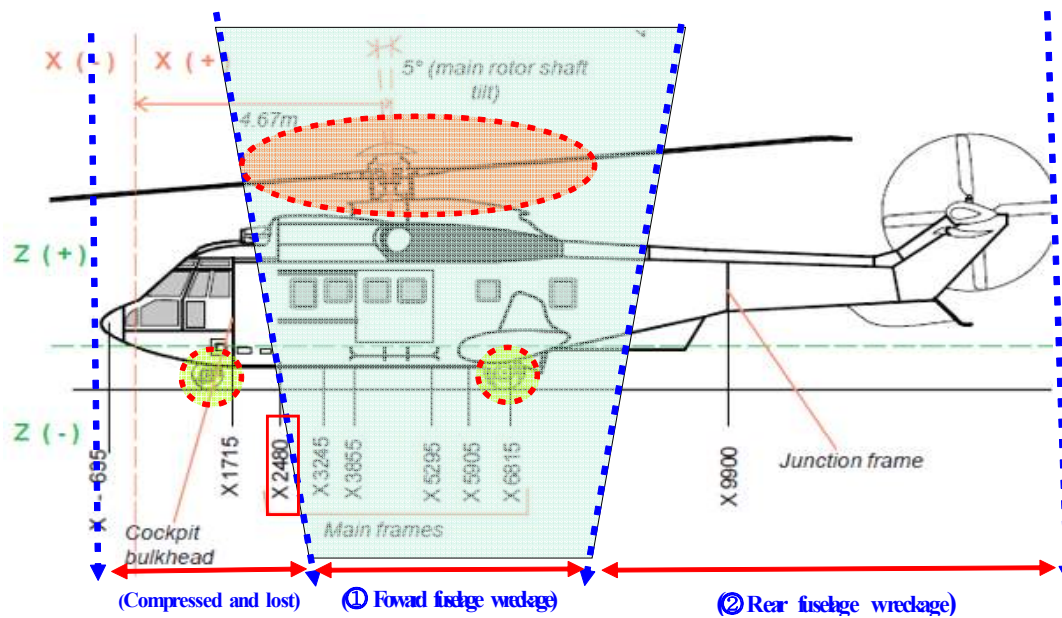 X (-)
X (+)
5° (main rotor shaft
tilt)
4.67m
Z (+)
Z (-)
X - 695
X 1715
X 2480
X 3245
X 3855
X 5295
X 5905
X 6815
X 9900
Junction frame
Main frames
Cockpit
bulkhead
(Compressed and lost)
(① Foward fuselage wreckage)
(② Rear fuselage wreckage)